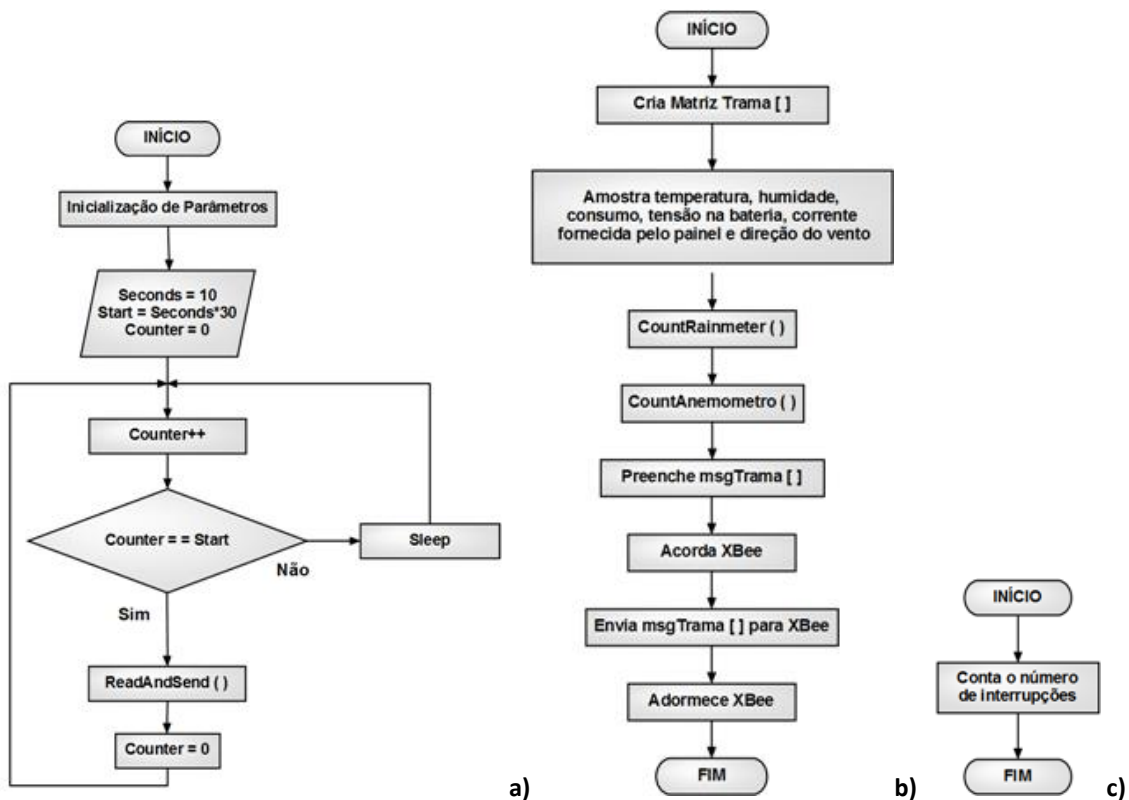 INÍCIO
Inicialização de Parâmetros
Seconds = 10
Start = Seconds*30
Counter = 0
Counter++
Counter = = Start
Não
Sleep
Sim
ReadAndSend ( )
Counter = 0
a)
INÍCIO
Cria Matriz Trama [ ]
Amostra temperatura, humidade,
consumo, tensão na bateria, corrente
fornecida pelo painel e direção do vento
CountRainmeter ( )
CountAnemometro ( )
Preenche msgTrama [ ]
Acorda XBee
Envia msgTrama [ ] para XBee
Adormece XBee
FIM
b)
INÍCIO
Conta o número
de interrupções
FIM
c)